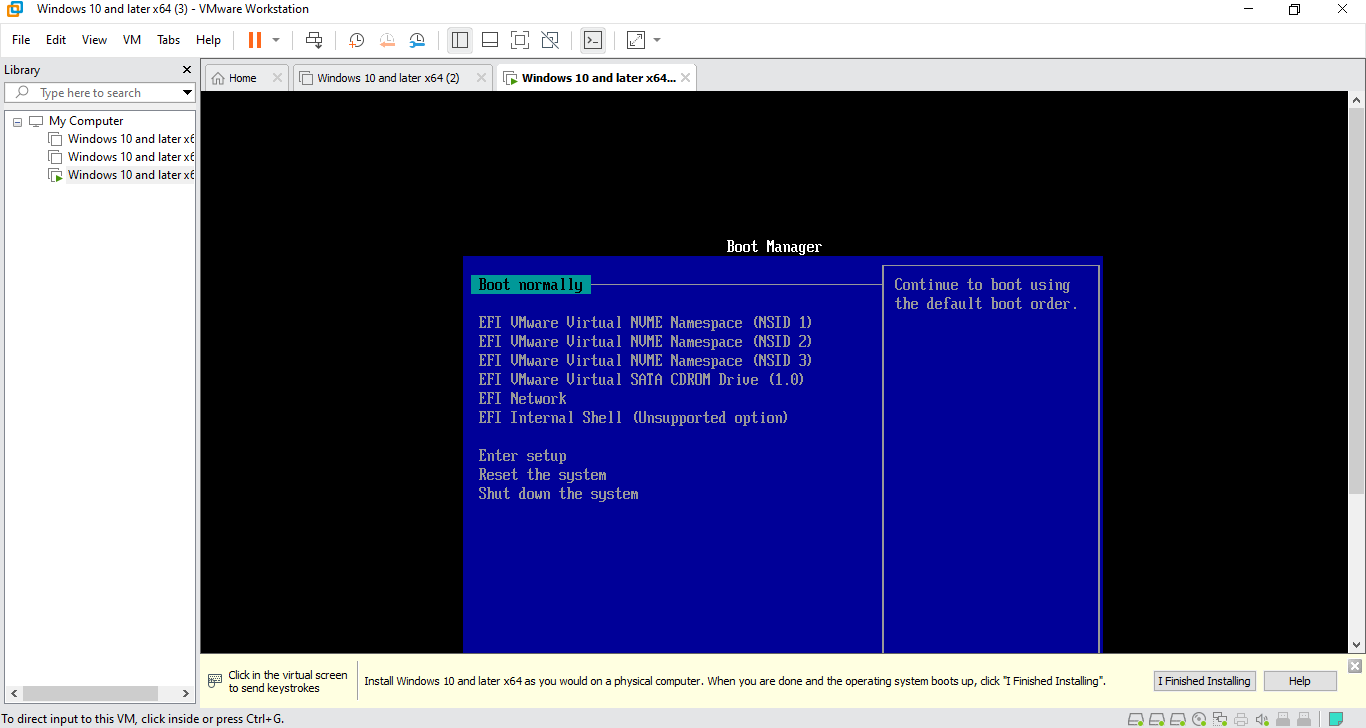 Windows 10 and later x64 (3) - VMware Workstation
File Edit View VM Tabs Help
Library
Type here to search
My Computer
Windows 10 and later x6
Windows 10 and later x6
Windows 10 and later x6
Home
Windows 10 and later x64 (2)
Windows 10 and later x64...
Boot Manager
Boot normally
EFI VMware Virtual NVME Namespace (NSID 1)
EFI VMware Virtual NVME Namespace (NSID 2)
EFI VMware Virtual NVME Namespace (NSID 3)
EFI VMware Virtual SATA CDROM Drive (1.0)
EFI Network
EFI Internal Shell (Unsupported option)
Enter setup
Reset the system
Shut down the system
Continue to boot using
the default boot order.
Click in the virtual screen
to send keystrokes
Install Windows 10 and later x64 as you would on a physical computer. When you are done and the operating system boots up, click "I Finished Installing".
I Finished Installing
Help
To direct input to this VM, click inside or press Ctrl+G.